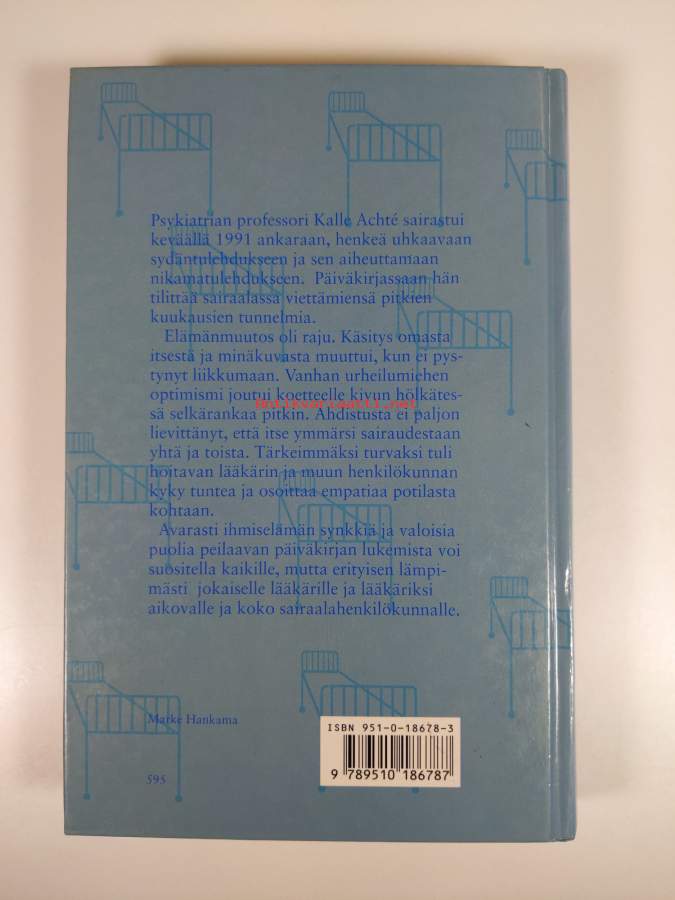 Psykiatrian professori Kalle Achté sairastui
keväällä 1991 ankaraan, henkeä uhkaavaan
sydäntulehdukseen ja sen aiheuttamaan
nikamatulehdukseen. Päiväkirjassaan hän
tilittää sairaalassa viettämiensä pitkien
kuukausien tunnelmia.
Elämänmuutos oli raju. Käsitys omasta
itsestä ja minäkuvasta muuttui, kun ei pys-
tynyt liikkumaan. Vanhan urheilumiehen
optimismi joutui koetteelle kivun hölkätes-
antikvariaatti.net
sä selkärankaa pitkin. Ahdistusta ei paljon
lievittänyt, että itse ymmärsi sairaudestaan
yhtä ja toista. Tärkeimmäksi turvaksi tuli
hoitavan lääkärin ja muun henkilökunnan
kyky tuntea ja osoittaa empatiaa potilasta
kohtaan.
Avarasti ihmiselämän synkkiä ja valoisia
puolia peilaavan päiväkirjan lukemista voi
suositella kaikille, mutta erityisen lämpi-
mästi jokaiselle lääkärille ja lääkäriksi
aikovalle ja koko sairaalahenkilökunnalle.
Marke Hankama
ISBN 951-0-18678-3
9 789510 186787
595